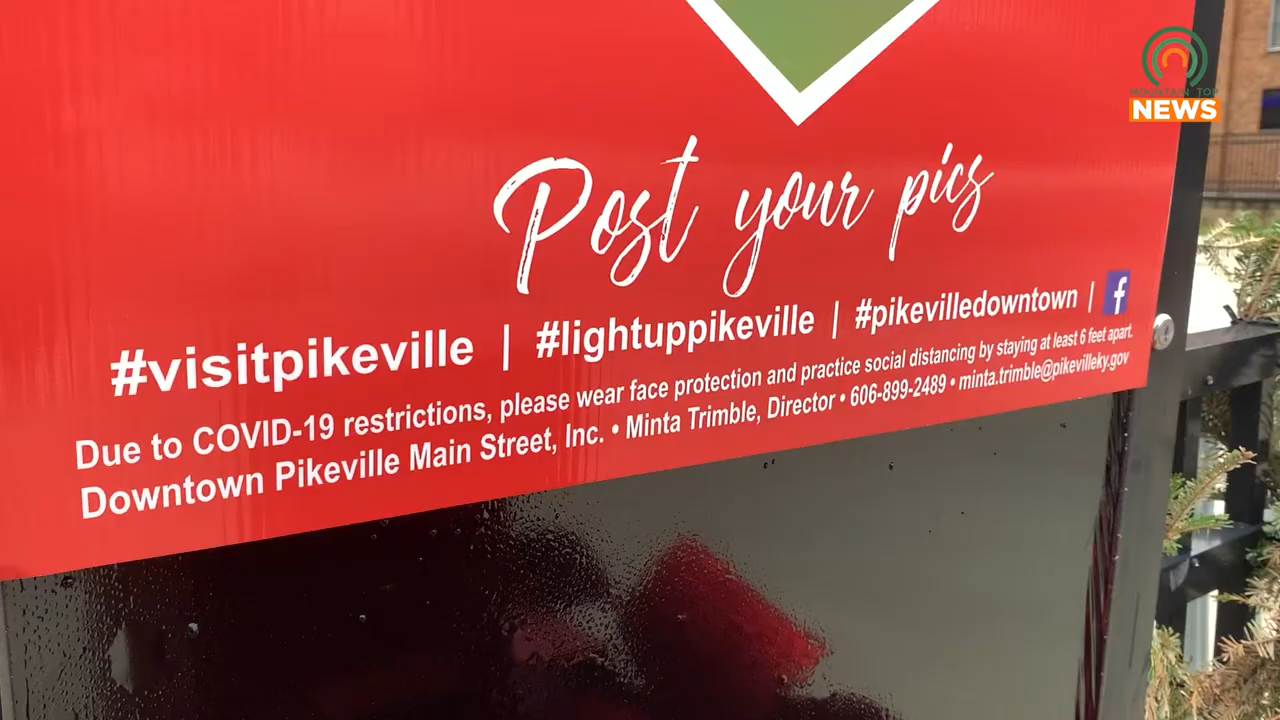 MOUNTAIN TOP
NEWS
Post your pics
#visitpikeville | #lightuppikeville | #pikevilledowntown | f
Due to COVID-19 restrictions, please wear face protection and practice social distancing by staying at least 6 feet apart.
Downtown Pikeville Main Street, Inc. • Minta Trimble, Director • 606-899-2489 • minta.trimble@pikevilleky.gov